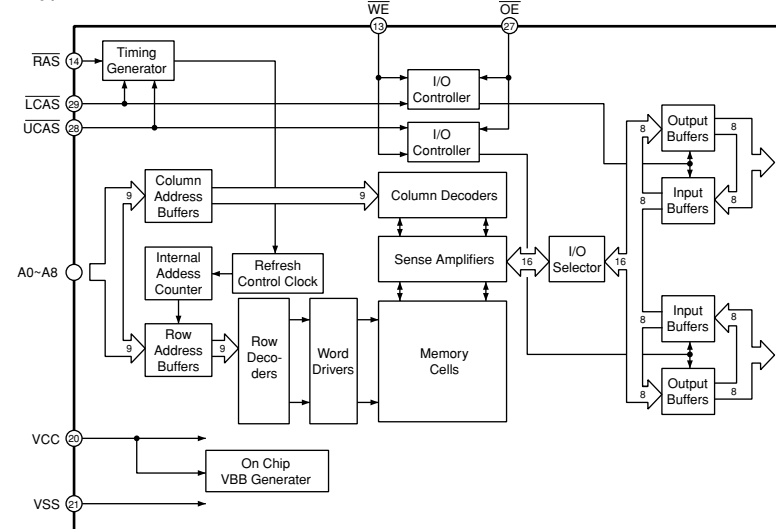 WE
OE
13
27
RAS
14
Timing
Generator
LCAS
29
UCAS
28
I/O
Controller
I/O
Controller
Output
Buffers
8
8
Input
Buffers
8
8
Column
Address
Buffers
9
9
Column Decoders
A0~A8
Internal
Addess
Counter
Refresh
Control Clock
Sense Amplifiers
16
I/O
Selector
16
Row
Address
Buffers
9
9
Row
Deco-
ders
Word
Drivers
Memory
Cells
Input
Buffers
8
8
Output
Buffers
8
8
VCC
20
On Chip
VBB Generater
VSS
21